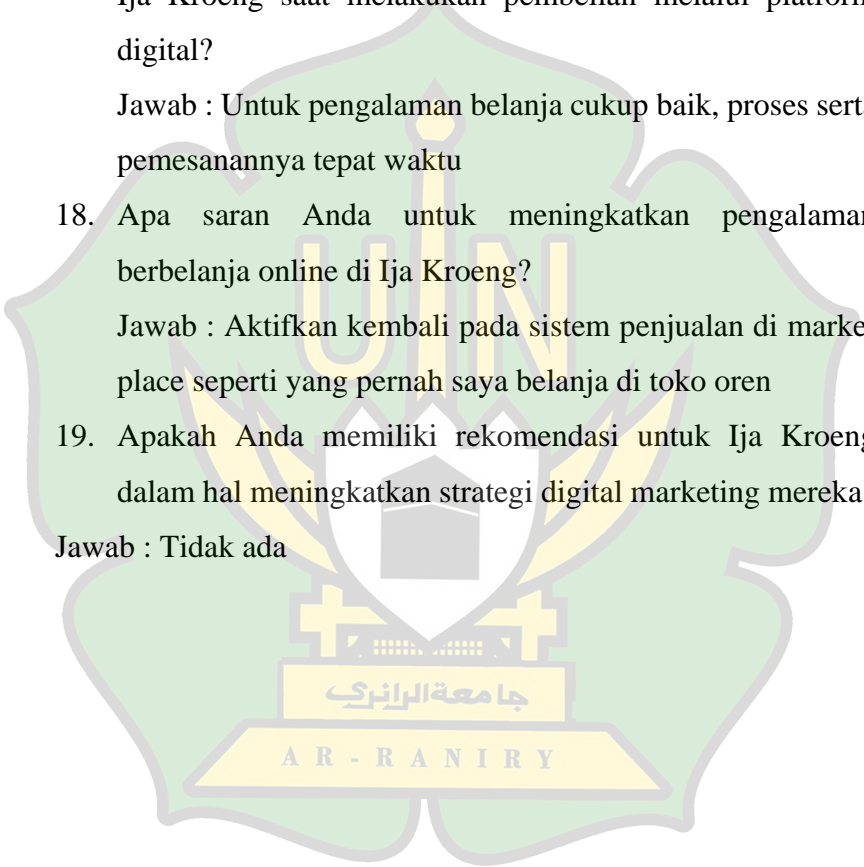 Ija Kroeng saat melakukan pembelian melalui platform
digital?
Jawab : Untuk pengalaman belanja cukup baik, proses sert
pemesanannya tepat waktu
18. Apa saran Anda untuk meningkatkan pengalaman
berbelanja online di Ija Kroeng?
Jawab : Aktifkan kembali pada sistem penjualan di marke
place seperti yang pernah saya belanja di toko oren
19. Apakah Anda memiliki rekomendasi untuk Ija Kroeng
dalam hal meningkatkan strategi digital marketing mereka
Jawab : Tidak ada
UIN
جامعة الرانري
AR-RANIRY